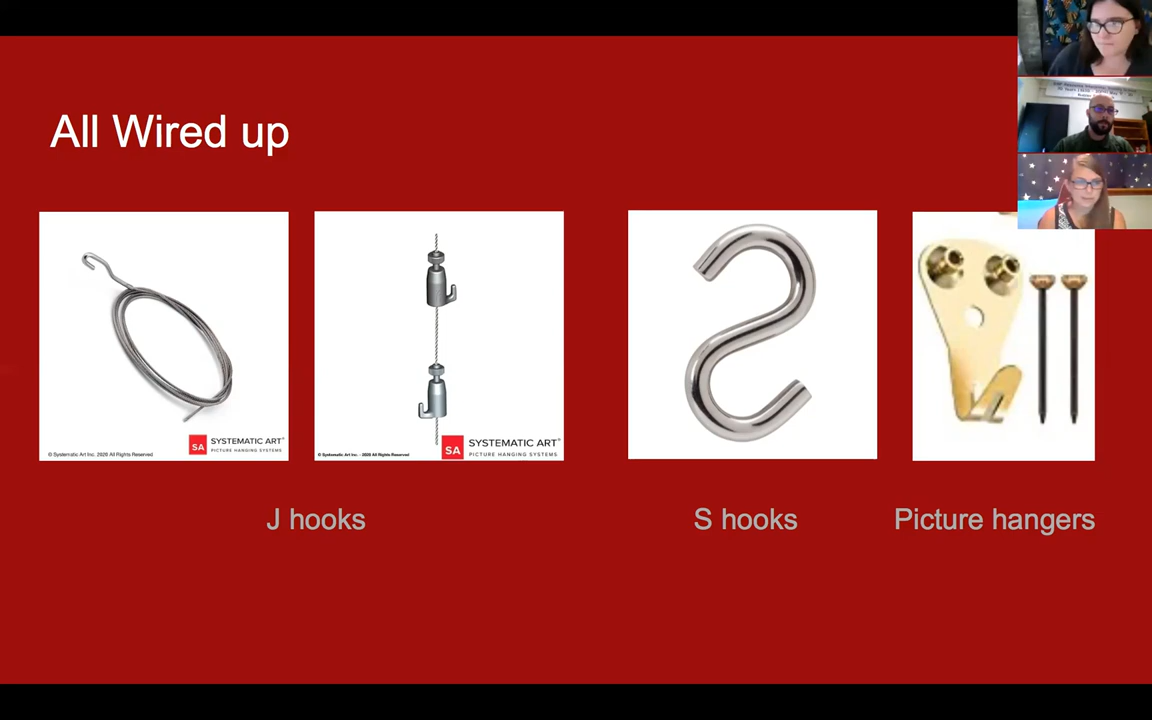 All Wired up
SA
SYSTEMATIC ART
PICTURE HANGING SYSTEMS
© Systematic Art Inc. 2020 All Rights Reserved
SA
SYSTEMATIC ART
PICTURE HANGING SYSTEMS
© Systematic Art Inc. - 2020 All Rights Reserved
J hooks
S hooks
Picture hangers